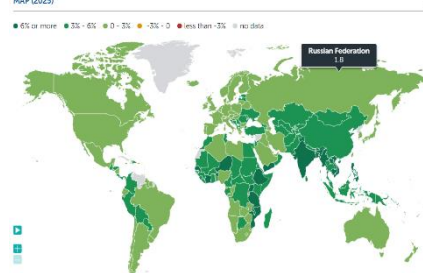 MAP (2025)
6% or more 3% - 6% 0 - 3% -3% - 0 less than -3% no data
Russian Federation
1.8